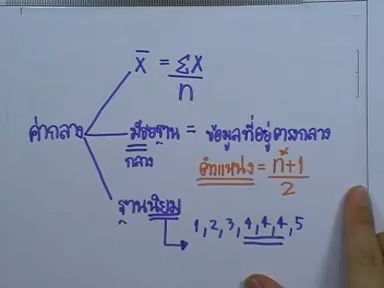 x̄ = Σx/n
ค่ากลาง
มัธยฐาน = ข้อมูลที่อยู่ตรงกลาง
กลาง
ตำแหน่ง = n+1/2
ฐานนิยม
1, 2, 3, 4, 4, 4, 5